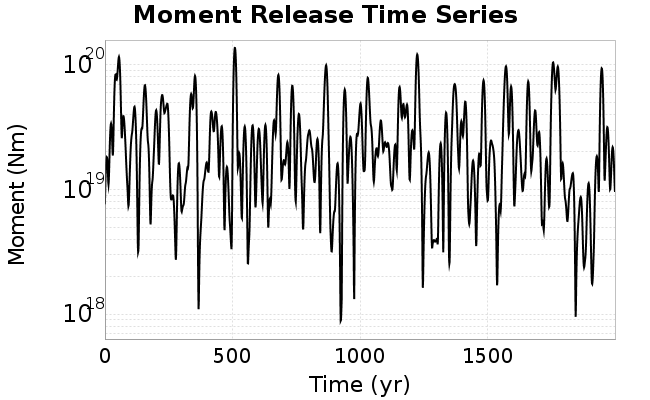 Moment Release Time Series
Moment (Nm)
10^20
10^19
10^18
0 500 1000 1500
Time (yr)